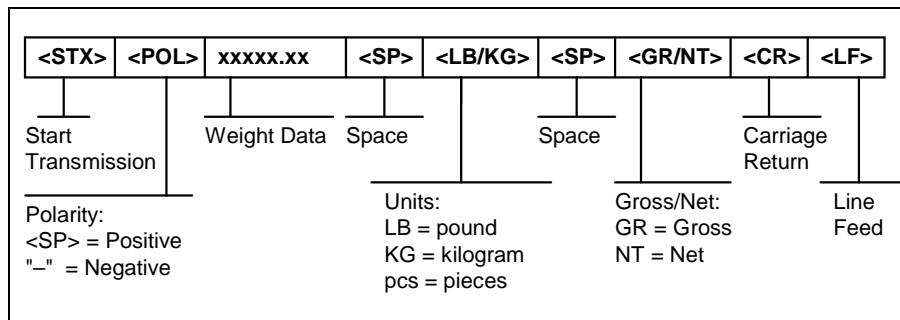 <STX> <POL> xxxxx.xx <SP> <LB/KG> <SP> <GR/NT> <CR> <LF>
Start
Transmission
Weight Data
Space
Space
Carriage
Return
Polarity:
<SP> = Positive
"–" = Negative
Units:
LB = pound
KG = kilogram
pcs = pieces
Gross/Net:
GR = Gross
NT = Net
Line
Feed